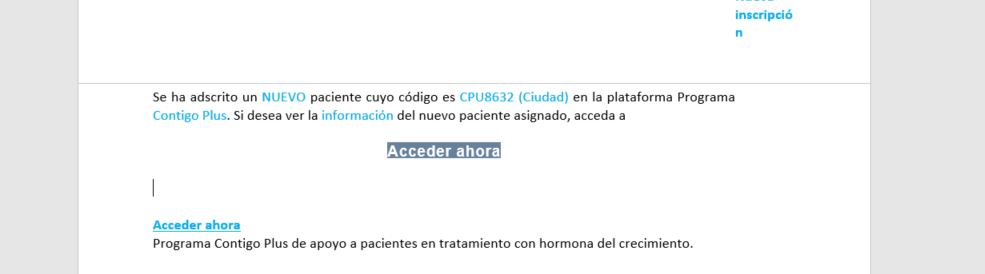 inscripció
n
Se ha adscrito un NUEVO paciente cuyo código es CPU8632 (Ciudad) en la plataforma Programa
Contigo Plus. Si desea ver la información del nuevo paciente asignado, acceda a
Acceder ahora
Acceder ahora
Programa Contigo Plus de apoyo a pacientes en tratamiento con hormona del crecimiento.